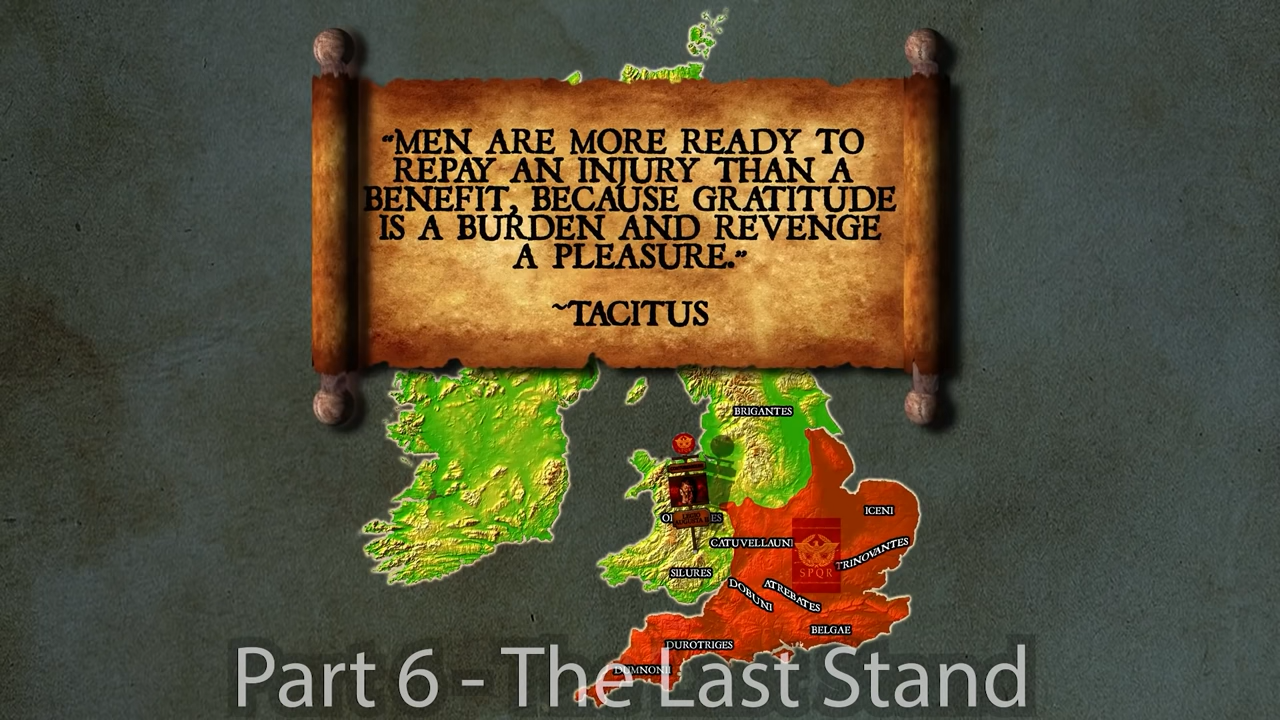 “MEN ARE MORE READY TO
REPAY AN INJURY THAN A
BENEFIT, BECAUSE GRATITUDE
IS A BURDEN AND REVENGE
A PLEASURE.”
~TACITUS
BRIGANTES
ICENI
CATUVELLAUNI
TRINOVANTES
SPQR
SILURES
DOBUNI
ATREBATES
BELGAE
DUROTRIGES
DUMNONII
Part 6 - The Last Stand